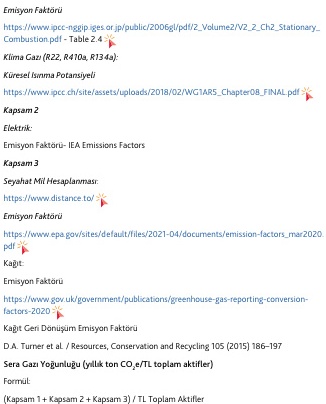 Emisyon Faktörü
https://www.ipcc-nggip.iges.or.jp/public/2006gl/pdf/2_Volume2/V2_2_Ch2_Stationary_
Combustion.pdf - Table 2.4
Klima Gazı (R22, R410a, R134a):
Küresel Isınma Potansiyeli
https://www.ipcc.ch/site/assets/uploads/2018/02/WG1AR5_Chapter08_FINAL.pdf
Kapsam 2
Elektrik:
Emisyon Faktörü- IEA Emissions Factors
Kapsam 3
Seyahat Mil Hesaplanması:
https://www.distance.to/
Emisyon Faktörü
https://www.epa.gov/sites/default/files/2021-04/documents/emission-factors_mar2020.
pdf
Kağıt:
Emisyon Faktörü
https://www.gov.uk/government/publications/greenhouse-gas-reporting-conversion-
factors-2020
Kağıt Geri Dönüşüm Emisyon Faktörü
D.A. Turner et al. / Resources, Conservation and Recycling 105 (2015) 186–197
Sera Gazı Yoğunluğu (yıllık ton CO₂e/TL toplam aktifler)
Formül:
(Kapsam 1 + Kapsam 2 + Kapsam 3) / TL Toplam Aktifler